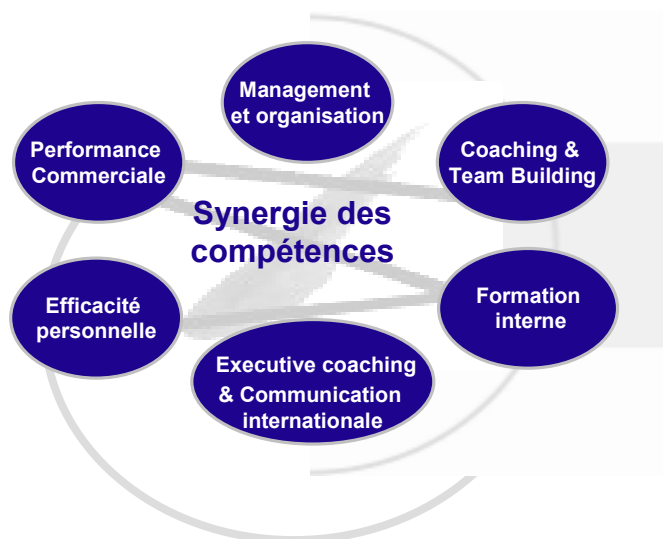 Management
et organisation
Performance
Commerciale
Coaching &
Team Building
Synergie des
compétences
Efficacité
personnelle
Formation
interne
Executive coaching
& Communication
internationale